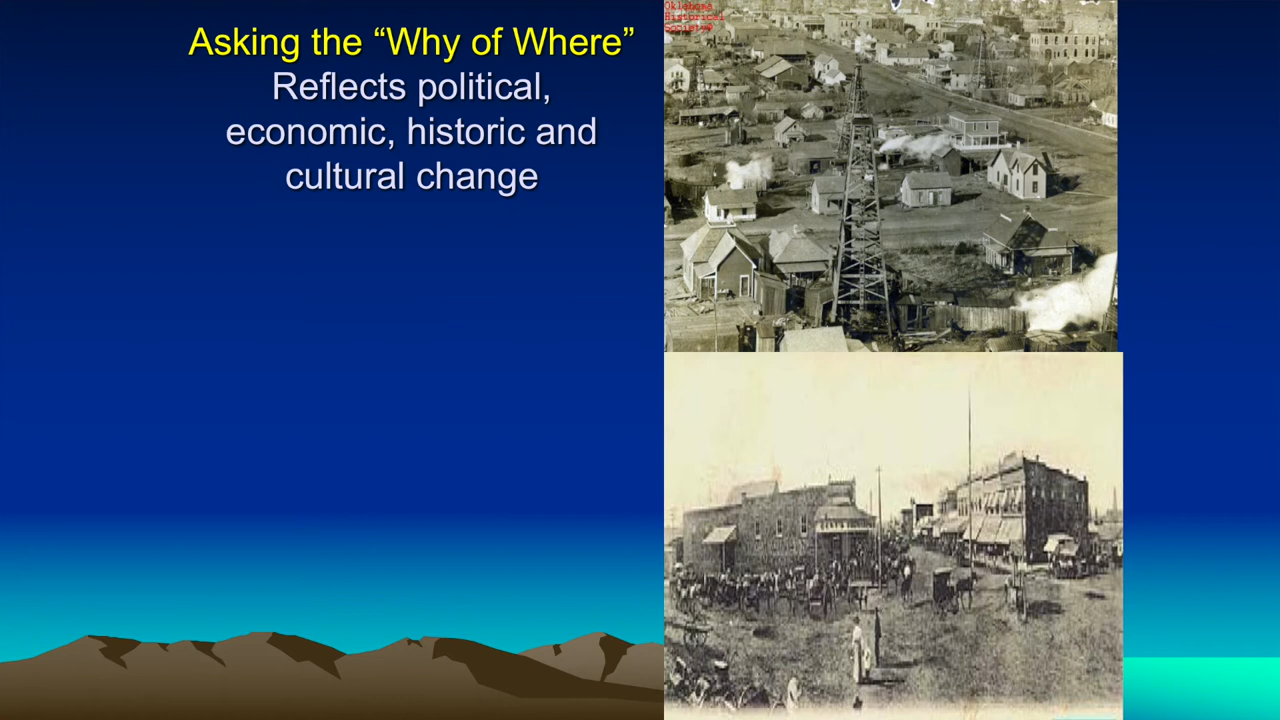 Asking the “Why of Where”
Reflects political,
economic, historic and
cultural change
Oklahoma
Historical
Society©